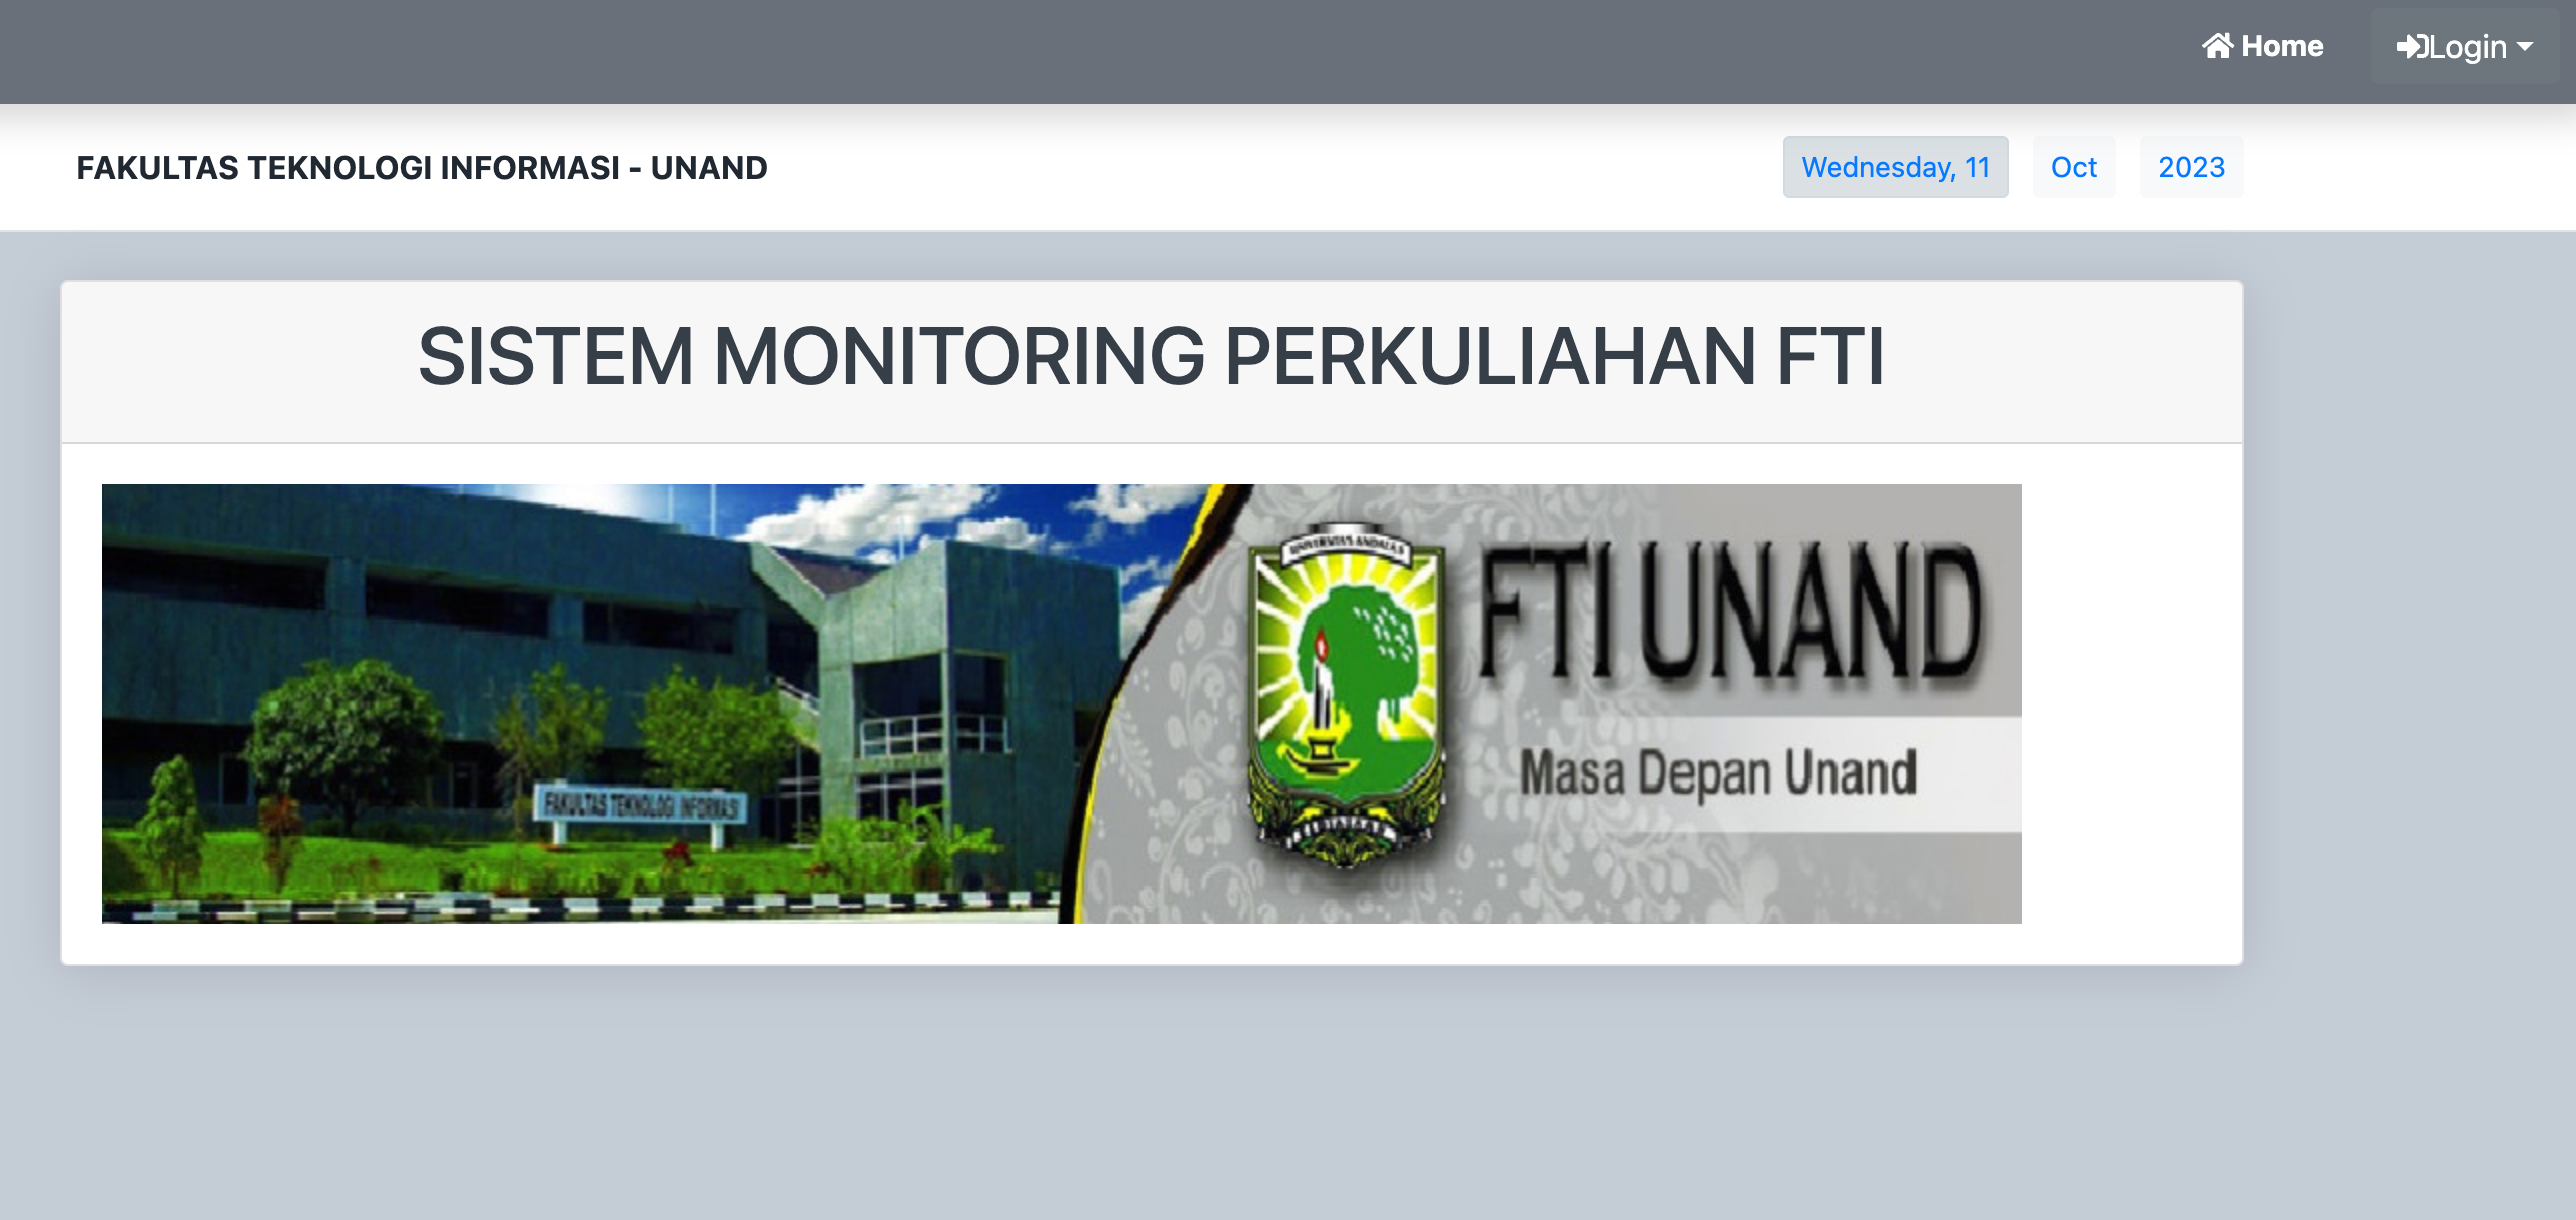 Home
Login
FAKULTAS TEKNOLOGI INFORMASI - UNAND
Wednesday, 11
Oct
2023
SISTEM MONITORING PERKULIAHAN FTI
UNIVERSITAS ANDALAS
FTI UNAND
Masa Depan Unand
FAKULTAS TEKNOLOGI INFORMASI